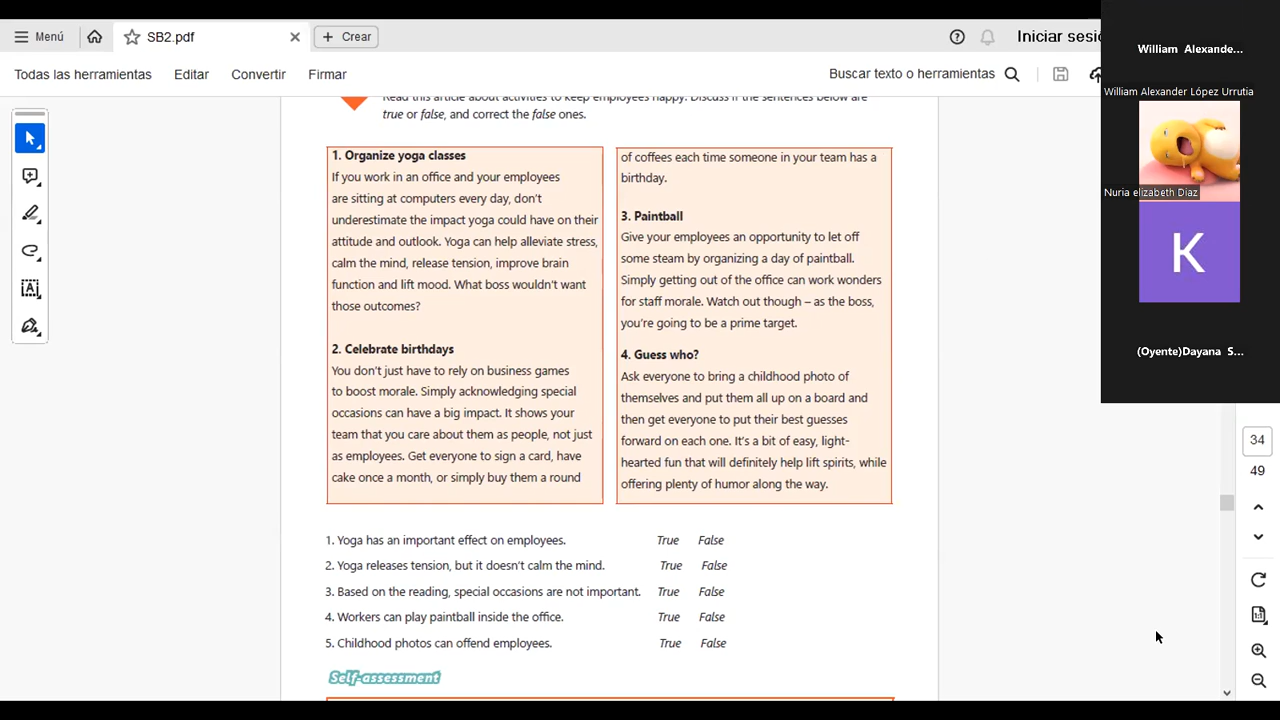 Menú
SB2.pdf
Crear
Iniciar sesió
Todas las herramientas
Editar
Convertir
Firmar
Buscar texto o herramientas
Read this article about activities to keep employees happy. Discuss if the sentences below are
true or false, and correct the false ones.
1. Organize yoga classes
If you work in an office and your employees
are sitting at computers every day, don't
underestimate the impact yoga could have on their
attitude and outlook. Yoga can help alleviate stress,
calm the mind, release tension, improve brain
function and lift mood. What boss wouldn't want
those outcomes?
2. Celebrate birthdays
You don't just have to rely on business games
to boost morale. Simply acknowledging special
occasions can have a big impact. It shows your
team that you care about them as people, not just
as employees. Get everyone to sign a card, have
cake once a month, or simply buy them a round
of coffees each time someone in your team has a
birthday.
3. Paintball
Give your employees an opportunity to let off
some steam by organizing a day of paintball.
Simply getting out of the office can work wonders
for staff morale. Watch out though – as the boss,
you're going to be a prime target.
4. Guess who?
Ask everyone to bring a childhood photo of
themselves and put them all up on a board and
then get everyone to put their best guesses
forward on each one. It's a bit of easy, light-
hearted fun that will definitely help lift spirits, while
offering plenty of humor along the way.
1. Yoga has an important effect on employees. True False
2. Yoga releases tension, but it doesn't calm the mind. True False
3. Based on the reading, special occasions are not important. True False
4. Workers can play paintball inside the office. True False
5. Childhood photos can offend employees. True False
Self-assessment
William Alexande...
William Alexander López Urrutia
Nuria elizabeth Diaz
K
(Oyente)Dayana S...
34
49